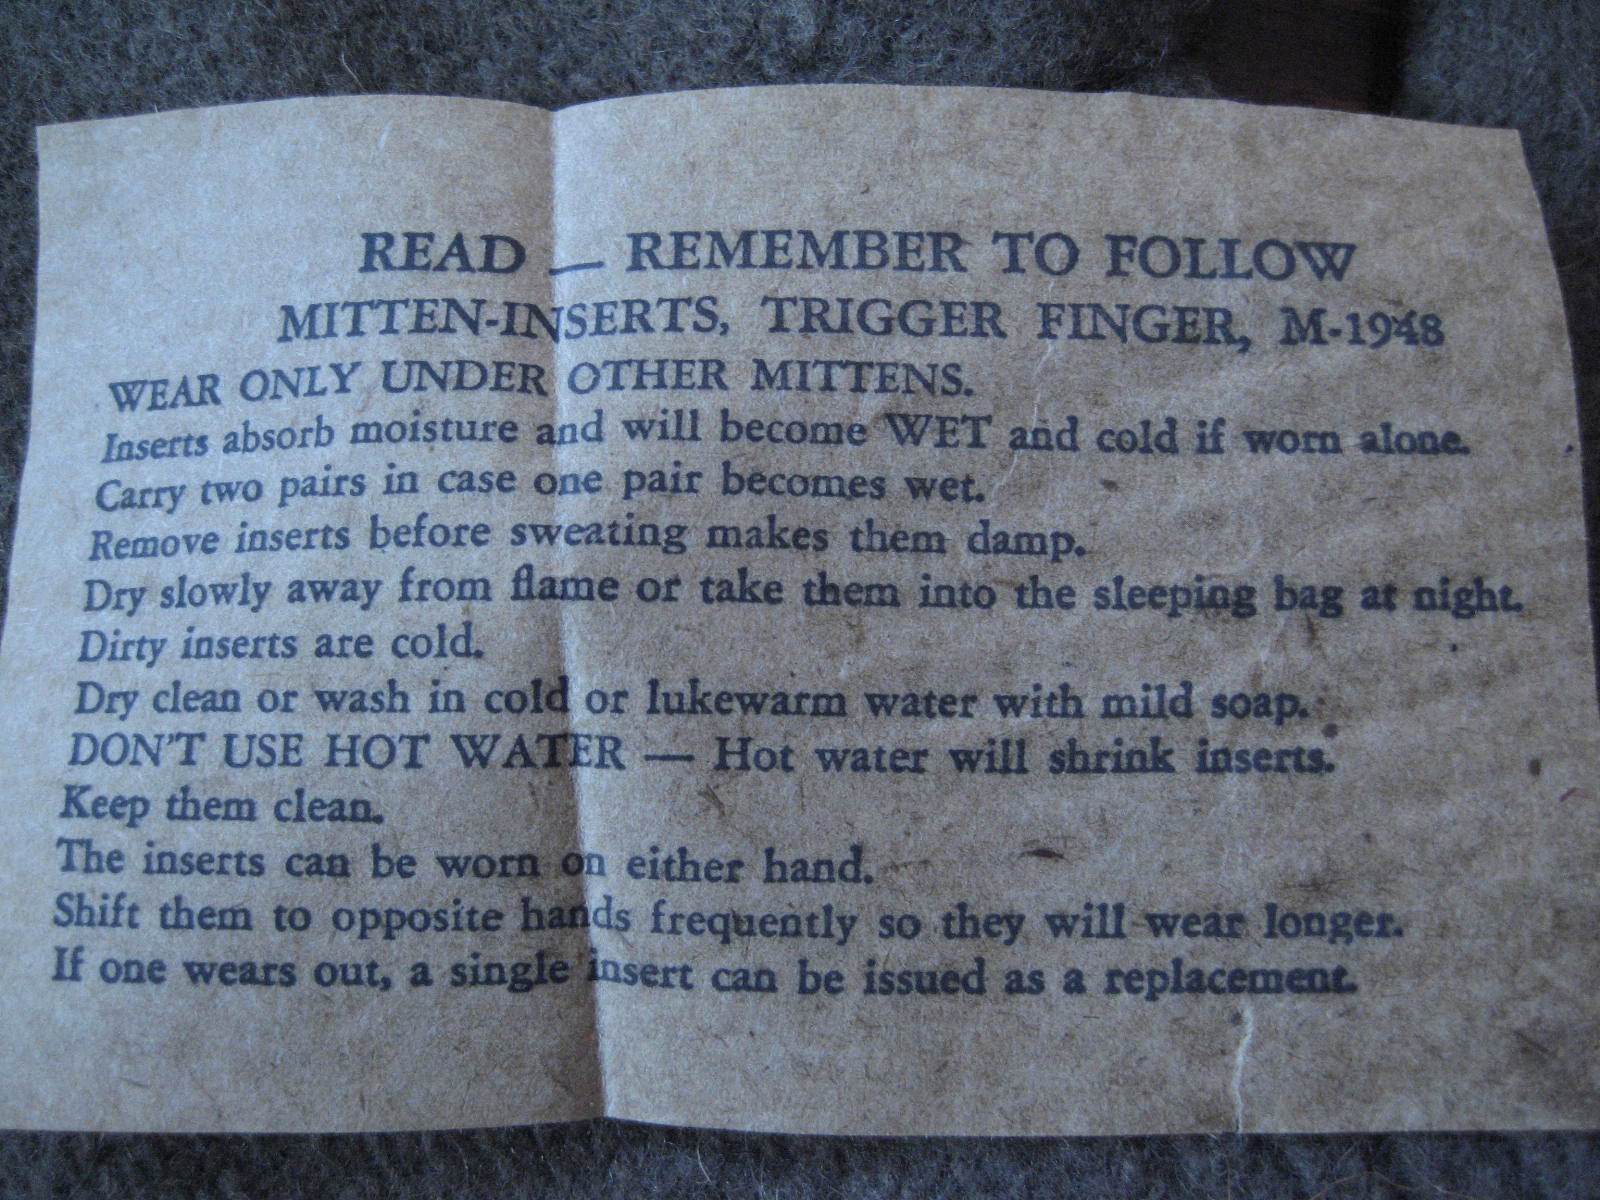 READ — REMEMBER TO FOLLOW
MITTEN-INSERTS, TRIGGER FINGER, M-1948
WEAR ONLY UNDER OTHER MITTENS.
Inserts absorb moisture and will become WET and cold if worn alone.
Carry two pairs in case one pair becomes wet.
Remove inserts before sweating makes them damp.
Dry slowly away from flame or take them into the sleeping bag at night.
Dirty inserts are cold.
Dry clean or wash in cold or lukewarm water with mild soap.
DON'T USE HOT WATER — Hot water will shrink inserts.
Keep them clean.
The inserts can be worn on either hand.
Shift them to opposite hands frequently so they will wear longer.
If one wears out, a single insert can be issued as a replacement.